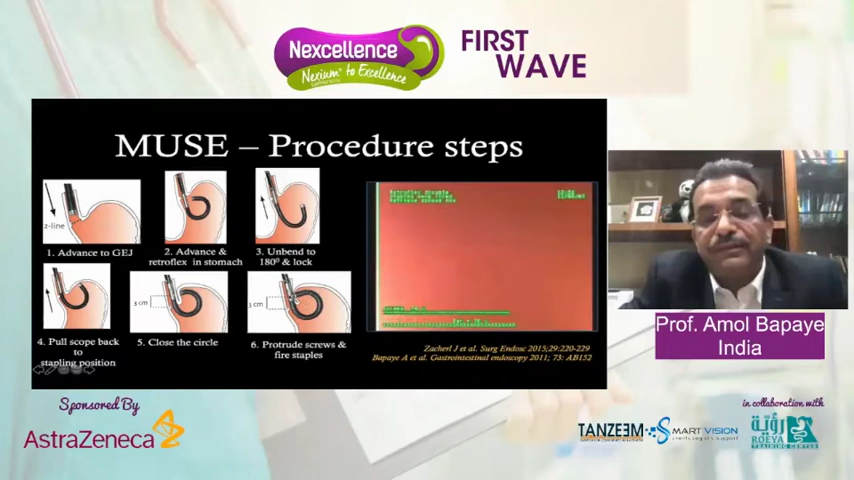 Nexcellence
Nexium to Excellence
FIRST
WAVE
MUSE – Procedure steps
z-line
1. Advance to GEJ
2. Advance &
retroflex in stomach
3. Unbend to
180⁰ & lock
4. Pull scope back
to
stapling position
3 cm
5. Close the circle
3 cm
6. Protrude screws &
fire staples
Zacherl J et al. Surg Endosc 2015;29:220-229
Bapaye A et al. Gastrointestinal endoscopy 2011; 73: AB152
Prof. Amol Bapaye
India
Sponsored By
AstraZeneca
in collaboration with
TANZEEM
SMART VISION
رؤية
ROEYA
TRAINING CENTER